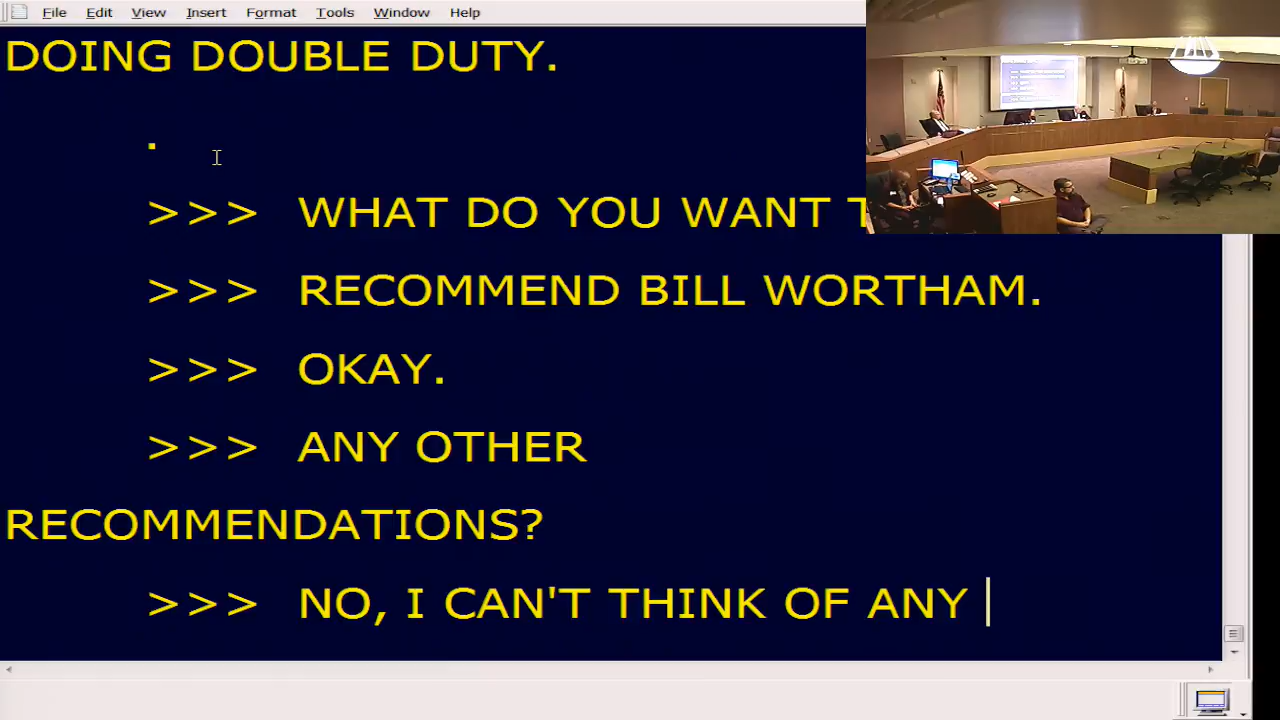 File Edit View Insert Format Tools Window Help
DOING DOUBLE DUTY.
.
>>> WHAT DO YOU WANT
>>> RECOMMEND BILL WORTHAM.
>>> OKAY.
>>> ANY OTHER
RECOMMENDATIONS?
>>> NO, I CAN'T THINK OF ANY